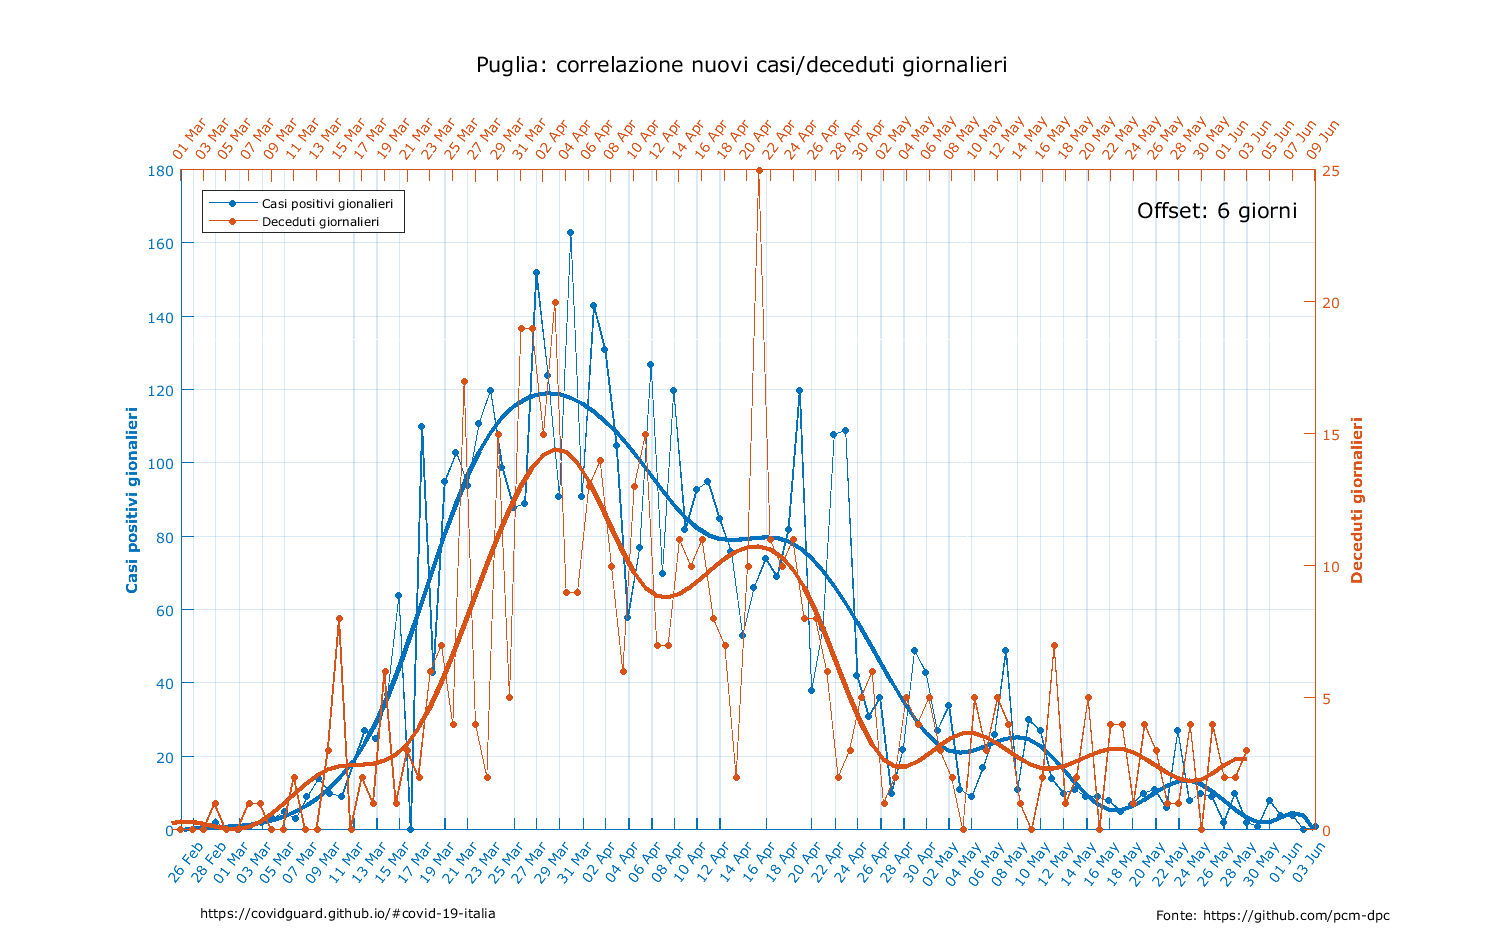 Puglia: correlazione nuovi casi/deceduti giornalieri
01 Mar 03 Mar 05 Mar 07 Mar 09 Mar 11 Mar 13 Mar 15 Mar 17 Mar 19 Mar 21 Mar 23 Mar 25 Mar 27 Mar 29 Mar 31 Mar 02 Apr 04 Apr 06 Apr 08 Apr 10 Apr 12 Apr 14 Apr 16 Apr 18 Apr 20 Apr 22 Apr 24 Apr 26 Apr 28 Apr 30 Apr 02 May 04 May 06 May 08 May 10 May 12 May 14 May 16 May 18 May 20 May 22 May 24 May 26 May 28 May 30 May 01 Jun 03 Jun 05 Jun 07 Jun 09 Jun
180
160
140
120
100
80
60
40
20
0
Casi positivi gionalieri
Casi positivi gionalieri
Deceduti giornalieri
Offset: 6 giorni
25
20
15
10
5
0
Deceduti giornalieri
26 Feb 28 Feb 01 Mar 03 Mar 05 Mar 07 Mar 09 Mar 11 Mar 13 Mar 15 Mar 17 Mar 19 Mar 21 Mar 23 Mar 25 Mar 27 Mar 29 Mar 31 Mar 02 Apr 04 Apr 06 Apr 08 Apr 10 Apr 12 Apr 14 Apr 16 Apr 18 Apr 20 Apr 22 Apr 24 Apr 26 Apr 28 Apr 30 Apr 02 May 04 May 06 May 08 May 10 May 12 May 14 May 16 May 18 May 20 May 22 May 24 May 26 May 28 May 30 May 01 Jun 03 Jun
https://covidguard.github.io/#covid-19-italia
Fonte: https://github.com/pcm-dpc